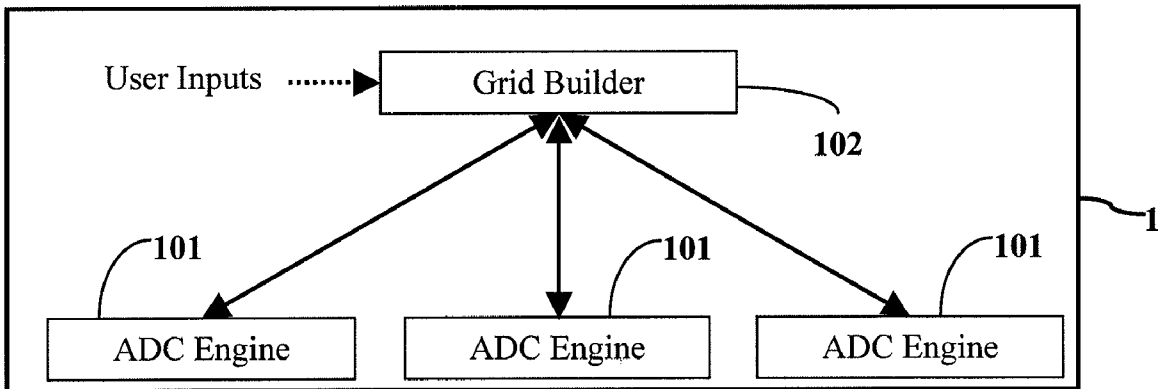 User Inputs
Grid Builder
102
1
101
101
101
ADC Engine
ADC Engine
ADC Engine